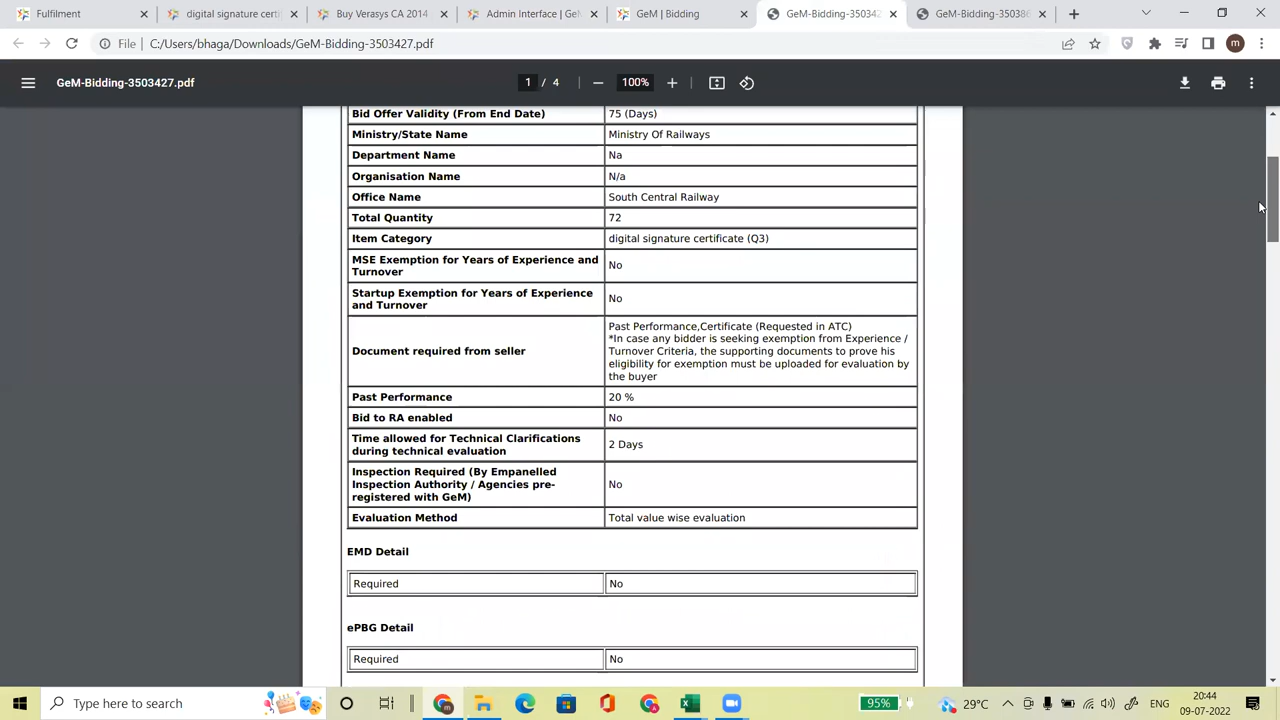 Fulfilment
digital signature certi
Buy Verasys CA 2014
Admin Interface | GeM
GeM | Bidding
GeM-Bidding-350342
GeM-Bidding-350386
File
C:/Users/bhaga/Downloads/GeM-Bidding-3503427.pdf
m
GeM-Bidding-3503427.pdf
1 / 4
100%
Bid Offer Validity (From End Date) 75 (Days)
Ministry/State Name Ministry Of Railways
Department Name Na
Organisation Name N/a
Office Name South Central Railway
Total Quantity 72
Item Category digital signature certificate (Q3)
MSE Exemption for Years of Experience and
Turnover
No
Startup Exemption for Years of Experience
and Turnover
No
Document required from seller
Past Performance,Certificate (Requested in ATC)
*In case any bidder is seeking exemption from Experience /
Turnover Criteria, the supporting documents to prove his
eligibility for exemption must be uploaded for evaluation by
the buyer
Past Performance 20 %
Bid to RA enabled No
Time allowed for Technical Clarifications
during technical evaluation
2 Days
Inspection Required (By Empanelled
Inspection Authority / Agencies pre-
registered with GeM)
No
Evaluation Method Total value wise evaluation
EMD Detail
Required No
ePBG Detail
Required No
Type here to search
95%
29°C
ENG
20:44
09-07-2022